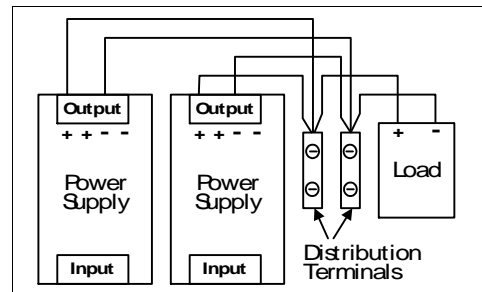 Output
+ + - -
Power
Supply
Input
Output
+ + - -
Power
Supply
Input
+ -
Load
Distribution
Terminals